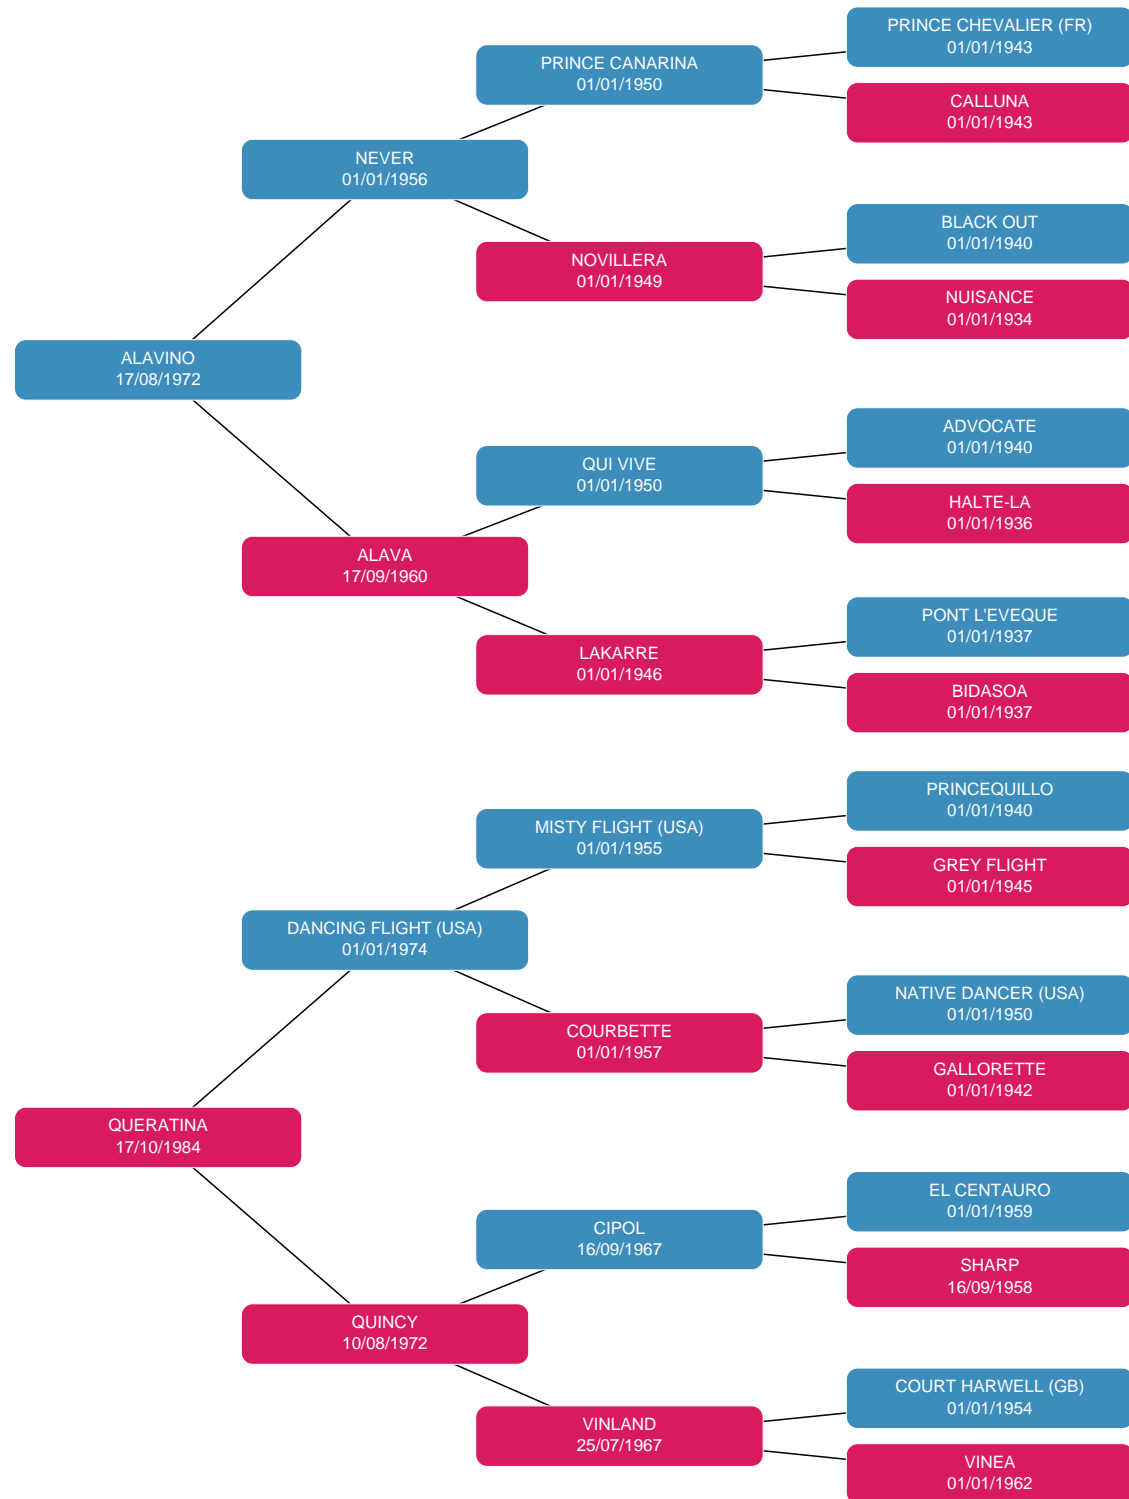 PRINCE CHEVALIER (FR)
01/01/1943
PRINCE CANARINA
01/01/1950
CALLUNA
01/01/1943
NEVER
01/01/1956
BLACK OUT
01/01/1940
NOVILLERA
01/01/1949
NUISANCE
01/01/1934
ALAVINO
17/08/1972
ADVOCATE
01/01/1940
QUI VIVE
01/01/1950
HALTE-LA
01/01/1936
ALAVA
17/09/1960
PONT L'EVEQUE
01/01/1937
LAKARRE
01/01/1946
BIDASOA
01/01/1937
PRINCEQUILLO
01/01/1940
MISTY FLIGHT (USA)
01/01/1955
GREY FLIGHT
01/01/1945
DANCING FLIGHT (USA)
01/01/1974
NATIVE DANCER (USA)
01/01/1950
COURBETTE
01/01/1957
GALLORETTE
01/01/1942
QUERATINA
17/10/1984
EL CENTAURO
01/01/1959
CIPOL
16/09/1967
SHARP
16/09/1958
QUINCY
10/08/1972
COURT HARWELL (GB)
01/01/1954
VINLAND
25/07/1967
VINEA
01/01/1962